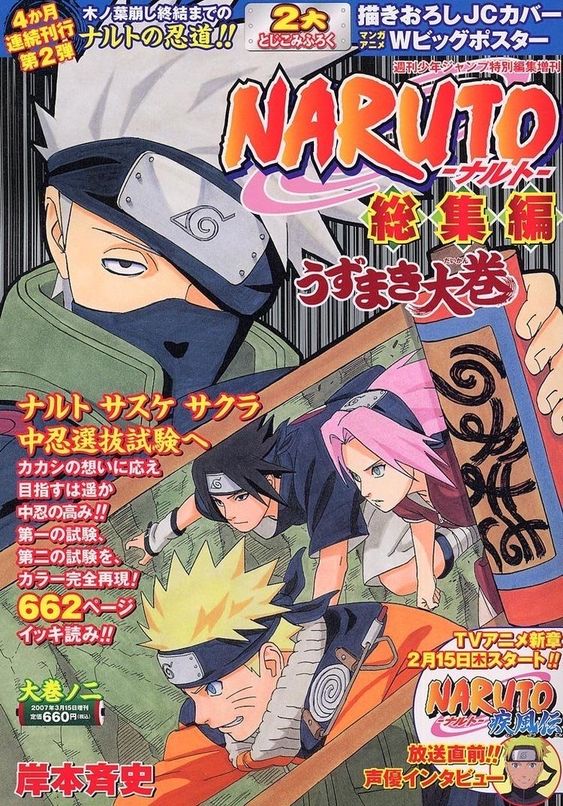 4か月
連続刊行
第2弾
木ノ葉崩し終結までの
ナルトの忍道!!
2大
とじこみふろく
描きおろしJCカバー
マンガ
アニメ
Wビッグポスター
週刊少年ジャンプ特別編集増刊
NARUTO
-ナルト-
総集編
うずまき大巻
だいかん
うずまき
ナルト サスケ サクラ
中忍選抜試験へ
カカシの想いに応え
目指すは遥か
中忍の高み!!
第一の試験、
第二の試験を、
カラー完全再現!
662ページ
イッキ読み!!
大巻ノ二
2007年3月15日増刊
定価660円(税込)
岸本斉史
TVアニメ新章
2月15日木スタート!!
NARUTO
-ナルト-
疾風伝
放送直前!!
声優インタビュー